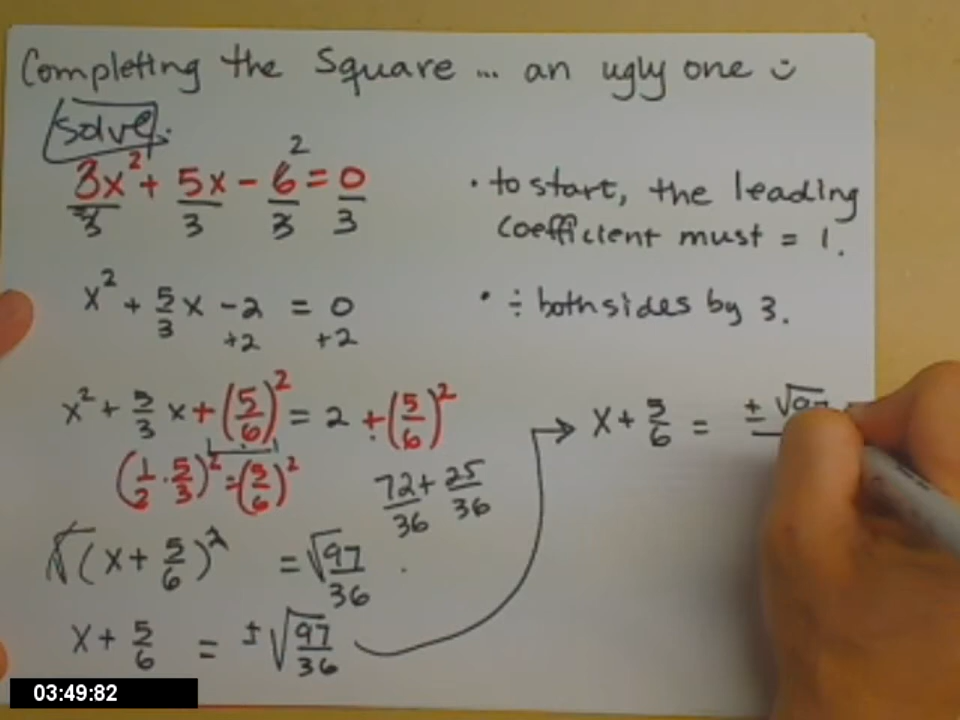 Completing the Square ... an ugly one
Solve.
2
3x² + 5x - 6 = 0
3 3 3 3
x² + 5/3 x - 2 = 0
+2 +2
x² + 5/3 x + (5/6)² = 2 + (5/6)²
(1/2 · 5/3)² = (5/6)²
72/36 + 25/36
√(x + 5/6)² = √97/36
x + 5/6 = ±√97/36
• to start, the leading
coefficient must = 1.
• ÷ both sides by 3.
x + 5/6 = ±√97
03:49:82